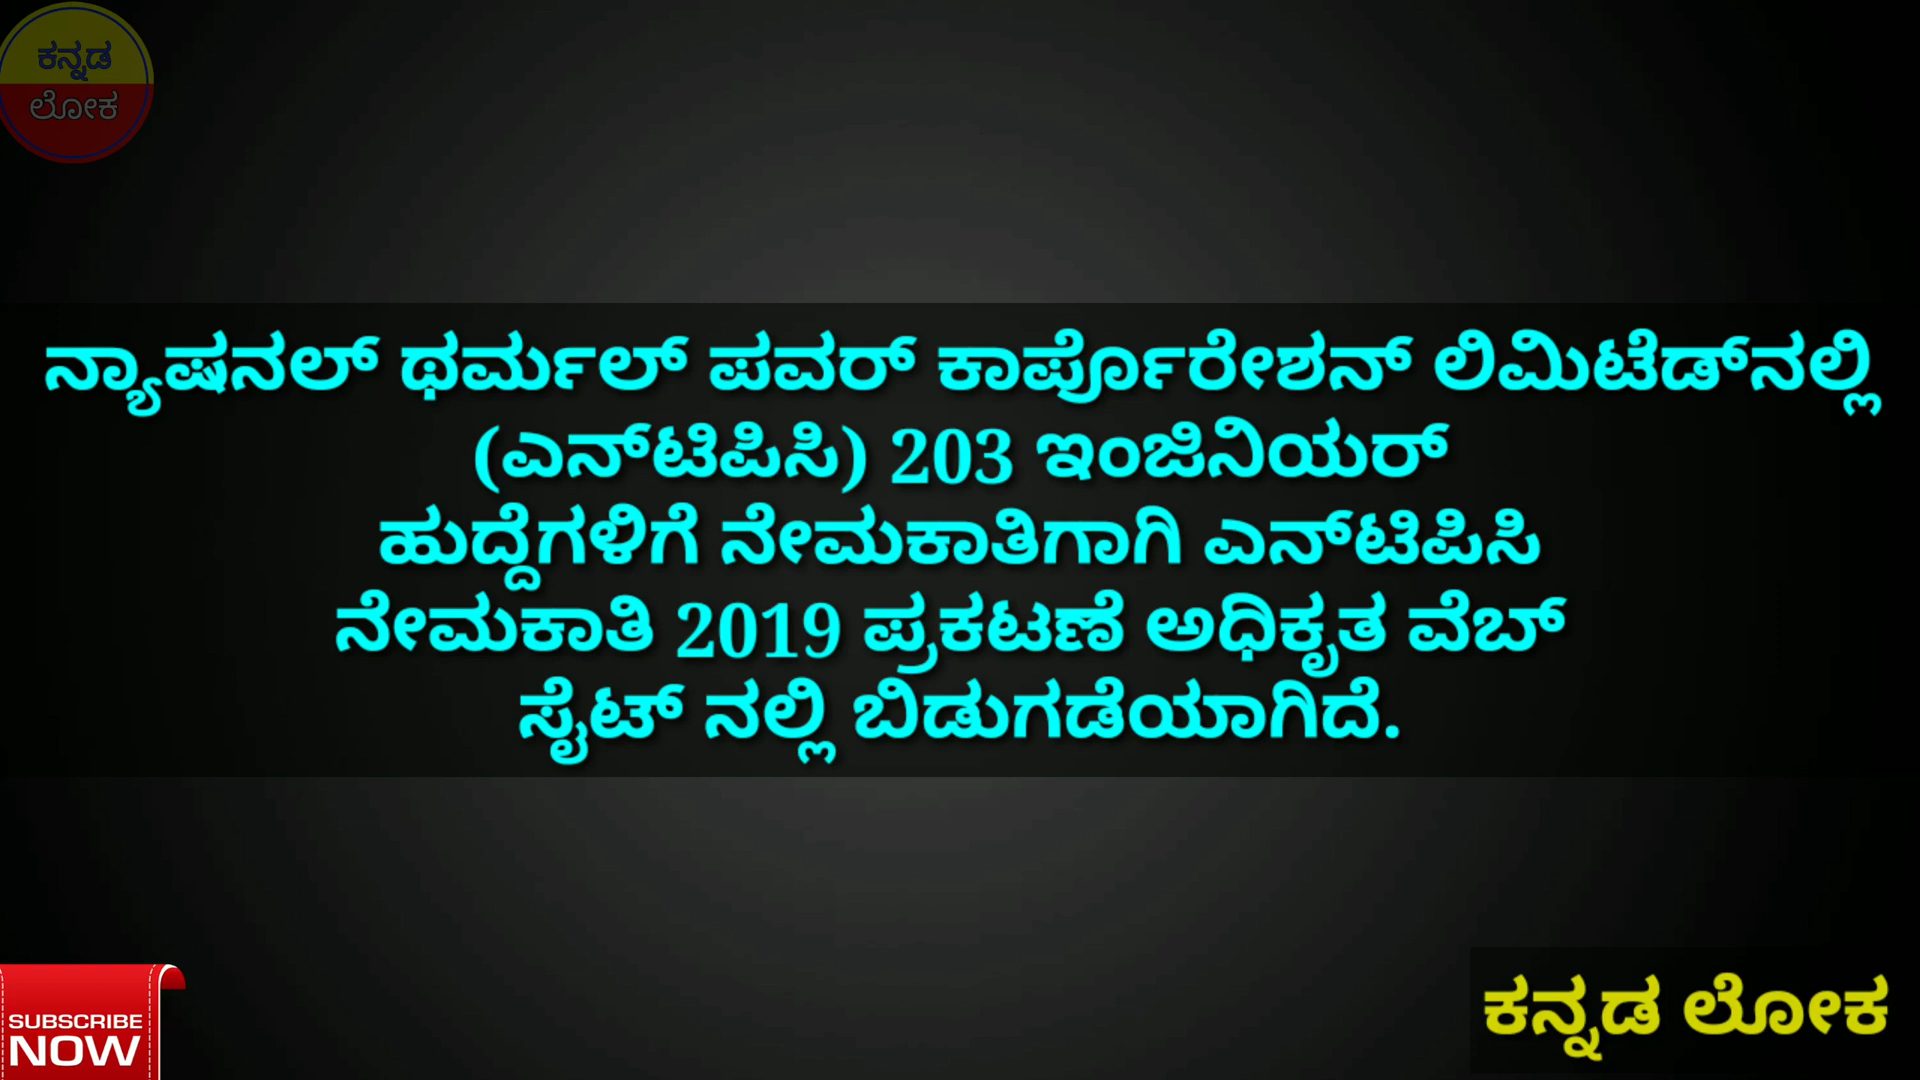 ಕನ್ನಡ
ಲೋಕ
ನ್ಯಾಷನಲ್ ಥರ್ಮಲ್ ಪವರ್ ಕಾರ್ಪೊರೇಶನ್ ಲಿಮಿಟೆಡ್‌ನಲ್ಲಿ
(ಎನ್‌ಟಿಪಿಸಿ) 203 ಇಂಜಿನಿಯರ್
ಹುದ್ದೆಗಳಿಗೆ ನೇಮಕಾತಿಗಾಗಿ ಎನ್‌ಟಿಪಿಸಿ
ನೇಮಕಾತಿ 2019 ಪ್ರಕಟಣೆ ಅಧಿಕೃತ ವೆಬ್
ಸೈಟ್ ನಲ್ಲಿ ಬಿಡುಗಡೆಯಾಗಿದೆ.
SUBSCRIBE
NOW
ಕನ್ನಡ ಲೋಕ